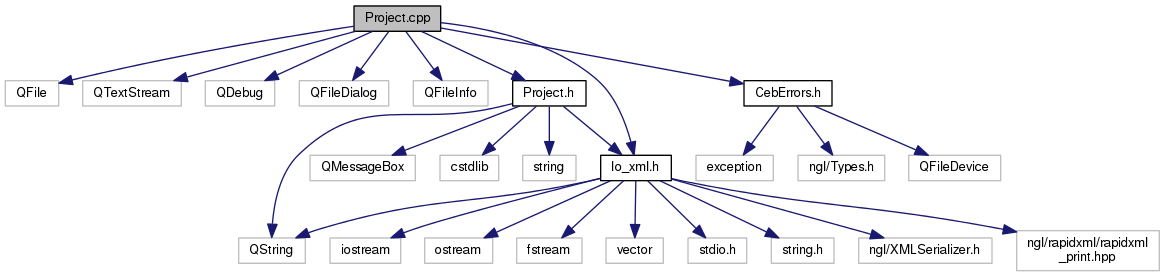 Project.cpp
QFile
QTextStream
QDebug
QFileDialog
QFileInfo
Project.h
CebErrors.h
QMessageBox
cstdlib
string
Io_xml.h
exception
ngl/Types.h
QFileDevice
QString
iostream
ostream
fstream
vector
stdio.h
string.h
ngl/XMLSerializer.h
ngl/rapidxml/rapidxml
_print.hpp